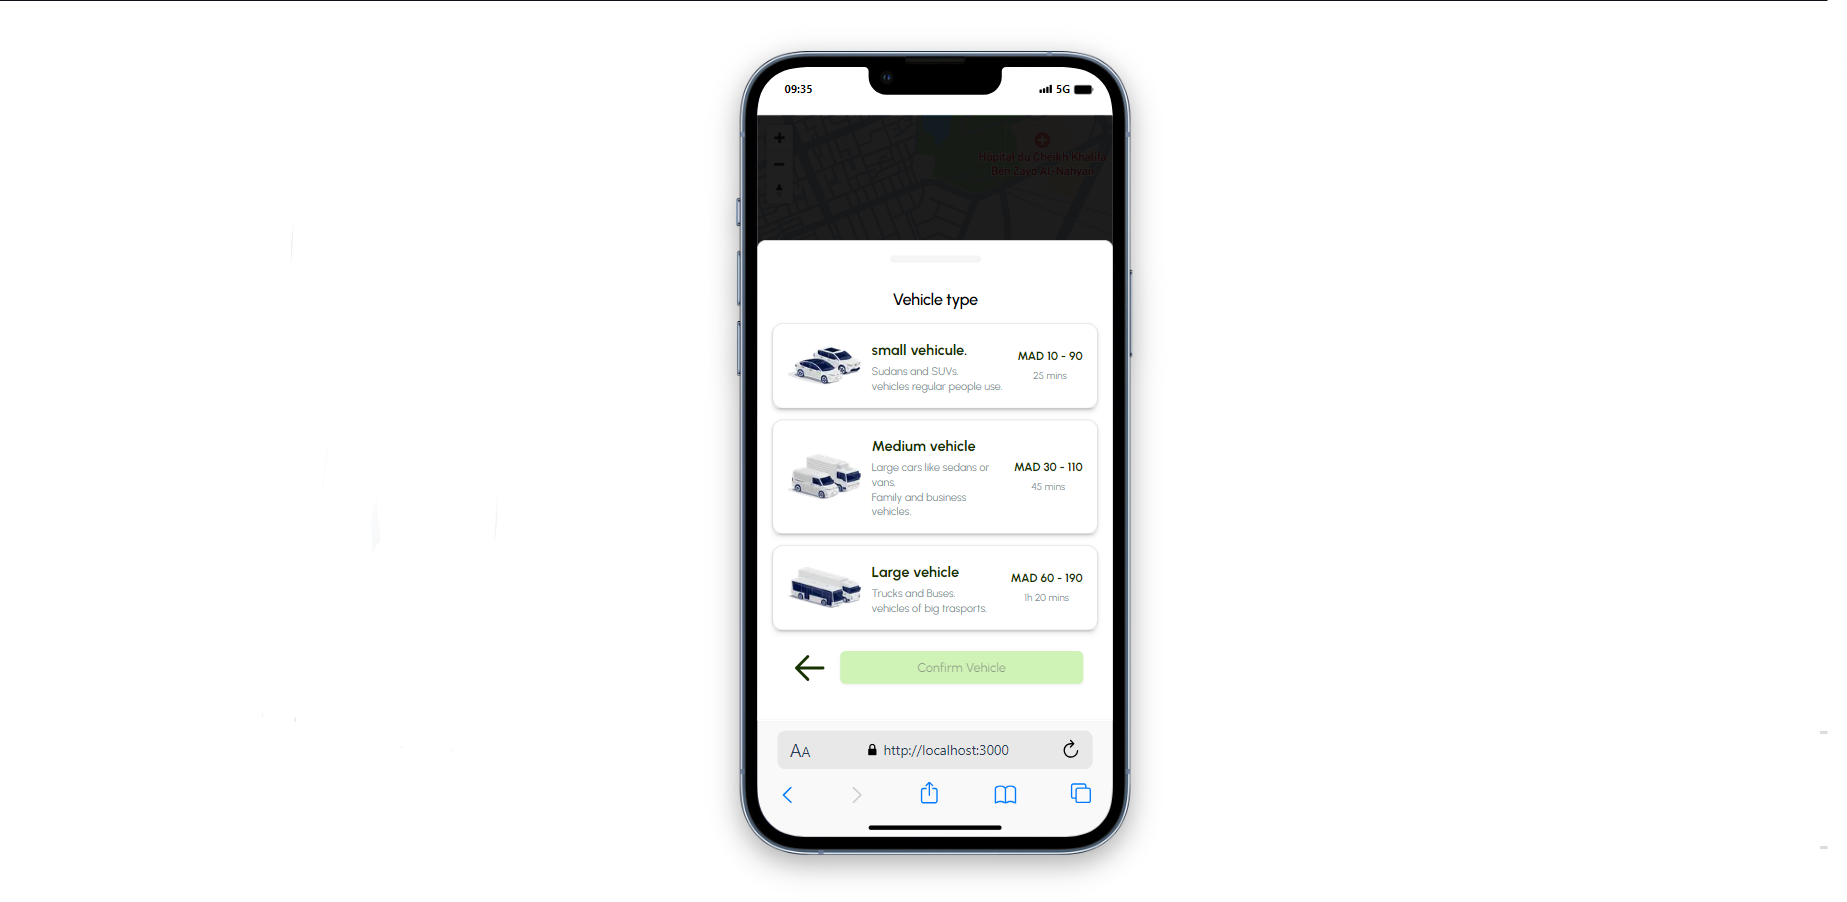 09:35
5G
Hôpital du Cheikh Khalifa
Ben Zayd Al-Nahyan
Vehicle type
small vehicule.
Sudans and SUVs.
vehicles regular people use.
MAD 10 - 90
25 mins
Medium vehicle
Large cars like sedans or
vans.
Family and business
vehicles.
MAD 30 - 110
45 mins
Large vehicle
Trucks and Buses.
vehicles of big trasports.
MAD 60 - 190
1h 20 mins
Confirm Vehicle
AA
http://localhost:3000